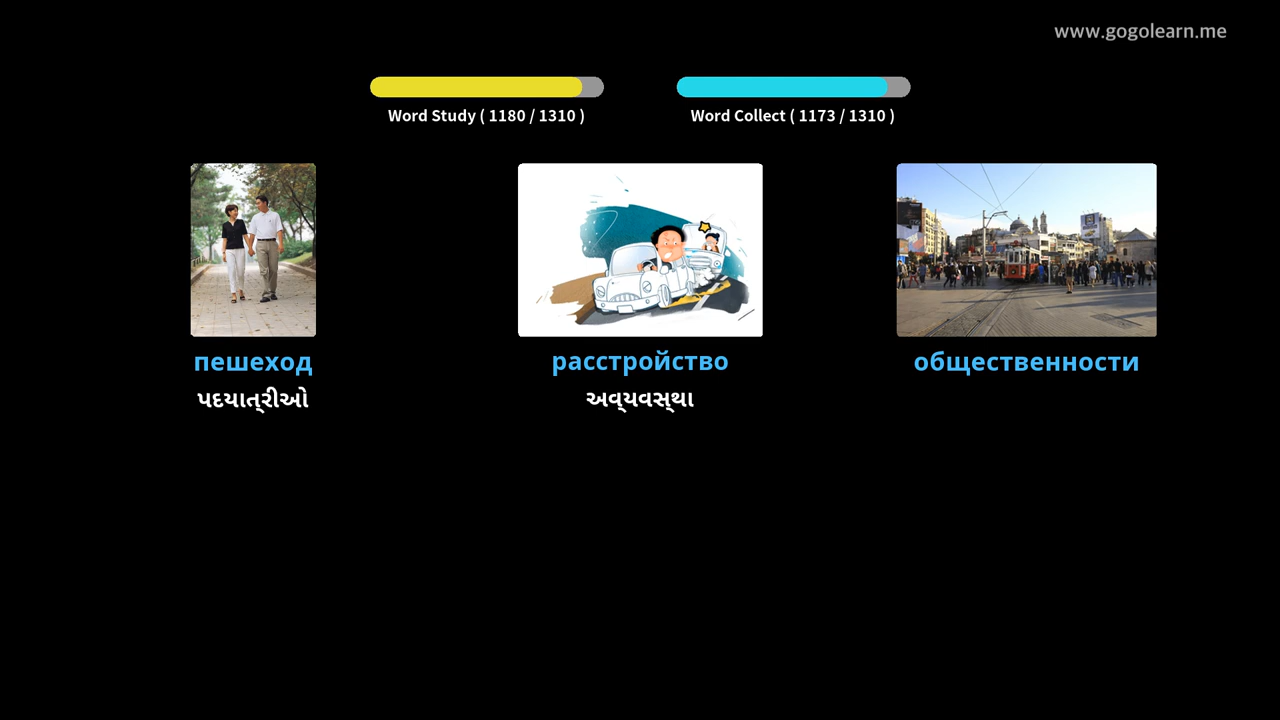 www.gogolearn.me
Word Study ( 1180 / 1310 )
Word Collect ( 1173 / 1310 )
пешеход
расстройство
общественности
પદયાત્રીઓ
અવ્યવસ્થા